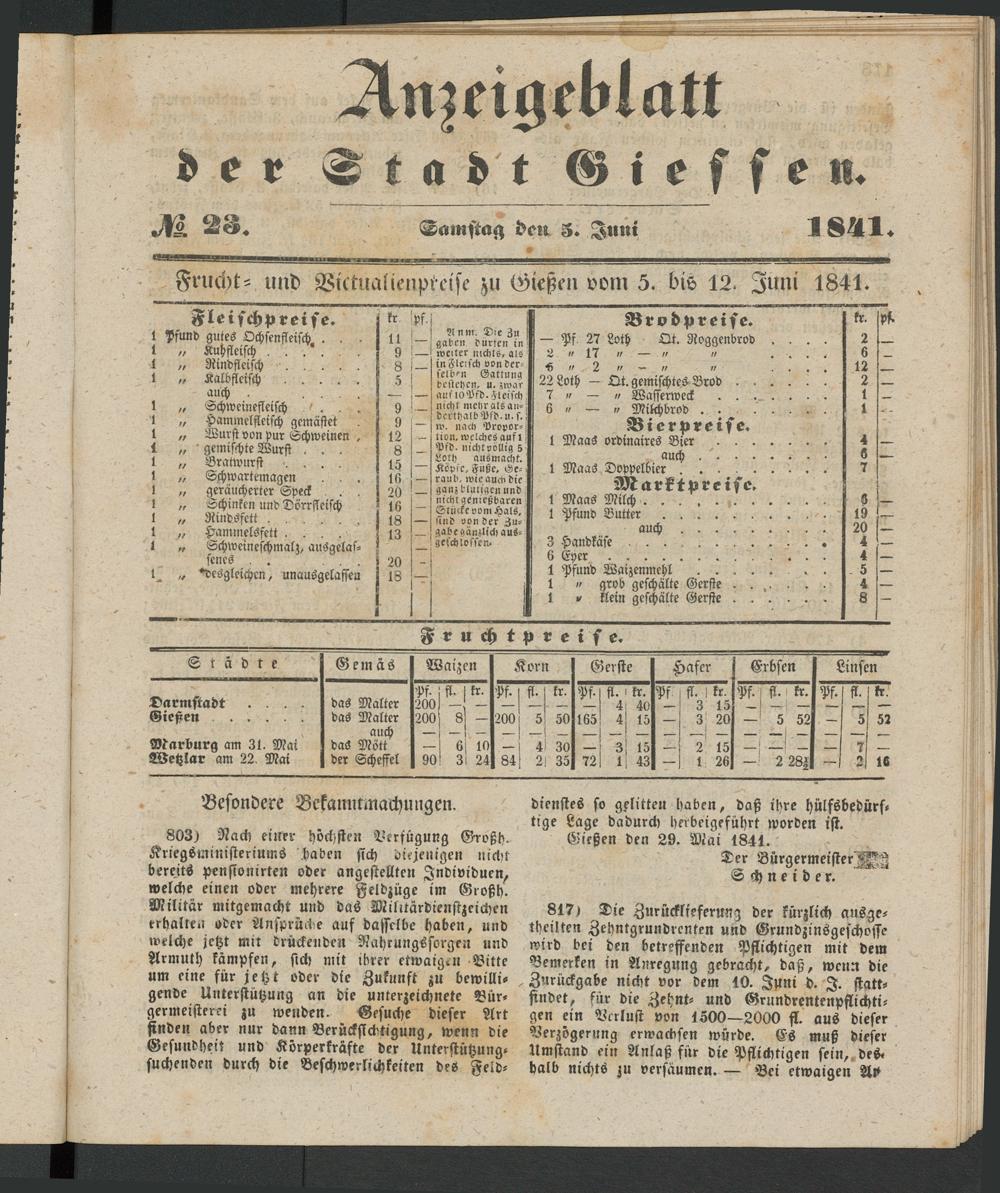 Anzeigeblatt
der Stadt Giessen.
№ 23. Samstag den 5. Juni 1841.
Frucht- und Victualienpreise zu Gießen vom 5. bis 12. Juni 1841.
Fleischpreise. kr. pf.
1 Pfund gutes Ochsenfleisch . . . 11 —
1 „ Kuhfleisch . . . . 9 —
1 „ Rindfleisch . . . . 8 —
1 „ Kalbfleisch . . . . 5
auch . . . . — —
1 „ Schweinefleisch . . . 9 —
1 „ Hammelfleisch gemästet . 9 —
1 „ Wurst von pur Schweinen . 12 —
1 „ gemischte Wurst . . . 8 —
1 „ Bratwurst . . . . 15 —
1 „ Schwartemagen . . . 16 —
1 „ geräucherter Speck . . . 20 —
1 „ Schinken und Dörrfleisch . 16 —
1 „ Rindsfett . . . . 18 —
1 „ Hammelsfett . . . . 13 —
1 „ Schweineschmalz, ausgelas-
senes . . . . 20 —
1 „ desgleichen, unausgelassen 18 —
Anm. Die Zu
gaben dürfen in
weiter nichts, als
in Fleisch von der-
selben Gattung
bestehen, u. zwar
auf 10 Pfd. Fleisch
nicht mehr als an-
derthalb Pfd. u. s.
w. nach Propor-
tion, welches auf 1
Pfd. nicht völlig 5
Loth ausmacht.
Köpfe, Füße, Ge-
raub, wie auch die
ganz blutigen und
nicht genießbaren
Stücke vom Hals,
sind von der Zu-
gabe gänzlich aus-
geschlossen.
Brodpreise. kr. pf.
— Pf. 27 Loth Qt. Roggenbrod . . . . 2 —
2 „ 17 „ — „ „ . . . . 6 —
5 „ 2 „ — „ „ . . . . 12 —
22 Loth — Qt. gemischtes Brod . . . . 2 —
7 „ — „ Wasserweck . . . . 1 —
6 „ — „ Milchbrod . . . . 1 —
Bierpreise.
1 Maas ordinaires Bier . . . . 4 —
auch . . . . 6 —
1 Maas Doppelbier . . . . 7
Marktpreise.
1 Maas Milch . . . . 6 —
1 Pfund Butter . . . . 19 —
auch . . . . 20 —
3 Handkäse . . . . 4 —
6 Eyer . . . . 4 —
1 Pfund Waizenmehl . . . . 5 —
1 „ grob geschälte Gerste . . . . 4 —
1 „ klein geschälte Gerste . . . . 8 —
Fruchtpreise.
Städte Gemäs Waizen Korn Gerste Hafer Erbsen Linsen
Pf. fl. kr. Pf. fl. kr. Pf. fl. kr. Pf. fl. kr. Pf. fl. kr. Pf. fl. kr.
Darmstadt . . . . das Malter 200 — — — — — — 4 40 — 3 15 — — — — — —
Gießen . . . . . das Malter 200 8 — 200 5 50 165 4 15 — 3 20 — 5 52 — 5 52
auch — — — — — — — — — — — — — — — — — —
Marburg am 31. Mai das Mött — 6 10 — 4 30 — 3 15 — 2 15 — — — — 7 —
Wetzlar am 22. Mai der Scheffel 90 3 24 84 2 35 72 1 43 — 1 26 — 2 28½ — 2 16
Besondere Bekanntmachungen.
803) Nach einer höchsten Verfügung Großh.
Kriegsministeriums haben sich diejenigen nicht
bereits pensionirten oder angestellten Individuen,
welche einen oder mehrere Feldzüge im Großh.
Militär mitgemacht und das Militärdienstzeichen
erhalten oder Ansprüche auf dasselbe haben, und
welche jetzt mit drückenden Nahrungssorgen und
Armuth kämpfen, sich mit ihrer etwaigen Bitte
um eine für jetzt oder die Zukunft zu bewilli-
gende Unterstützung an die unterzeichnete Bür-
germeisterei zu wenden. Gesuche dieser Art
finden aber nur dann Berücksichtigung, wenn die
Gesundheit und Körperkräfte der Unterstützung-
suchenden durch die Beschwerlichkeiten des Feld-
dienstes so gelitten haben, daß ihre hülfsbedürf-
tige Lage dadurch herbeigeführt worden ist.
Gießen den 29. Mai 1841.
Der Bürgermeister
Schneider.
817) Die Zurücklieferung der kürzlich ausge-
theilten Zehntgrundrenten und Grundzinsgeschosse
wird bei den betreffenden Pflichtigen mit dem
Bemerken in Anregung gebracht, daß, wenn die
Zurückgabe nicht vor dem 10. Juni d. J. statt-
findet, für die Zehnt- und Grundrentenpflichti-
gen ein Verlust von 1500—2000 fl. aus dieser
Verzögerung erwachsen würde. Es muß dieser
Umstand ein Anlaß für die Pflichtigen sein, des-
halb nichts zu versäumen. — Bei etwaigen An